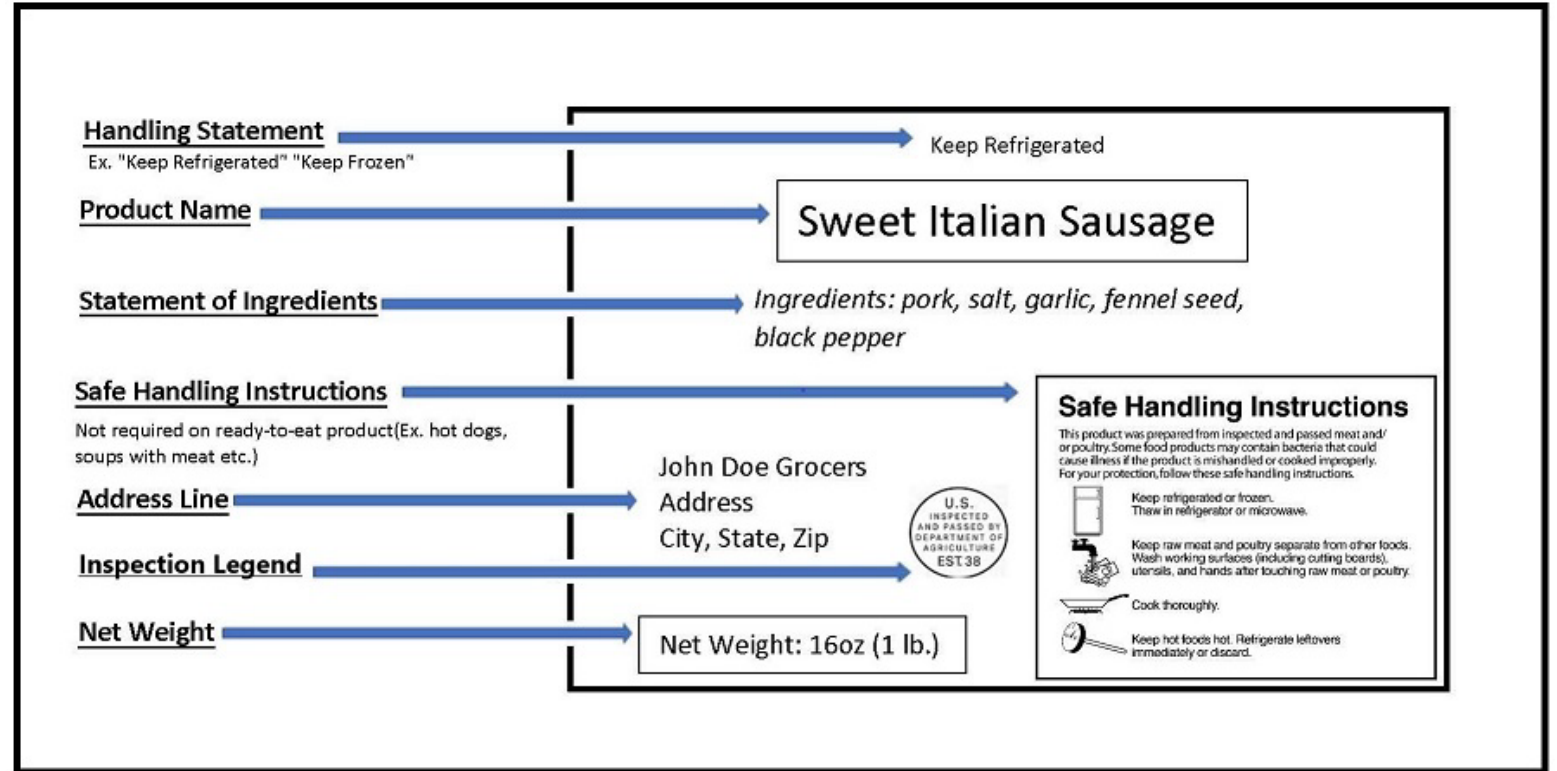 Handling Statement
Ex. "Keep Refrigerated" "Keep Frozen"
Keep Refrigerated
Product Name
Sweet Italian Sausage
Statement of Ingredients
Ingredients: pork, salt, garlic, fennel seed,
black pepper
Safe Handling Instructions
Not required on ready-to-eat product(Ex. hot dogs,
soups with meat etc.)
Address Line
John Doe Grocers
Address
City, State, Zip
Inspection Legend
U.S.
INSPECTED
AND PASSED BY
DEPARTMENT OF
AGRICULTURE
EST.38
Net Weight
Net Weight: 16oz (1 lb.)
Safe Handling Instructions
This product was prepared from inspected and passed meat and/
or poultry. Some food products may contain bacteria that could
cause illness if the product is mishandled or cooked improperly.
For your protection, follow these safe handling instructions.
Keep refrigerated or frozen.
Thaw in refrigerator or microwave.
Keep raw meat and poultry separate from other foods.
Wash working surfaces (including cutting boards),
utensils, and hands after touching raw meat or poultry.
Cook thoroughly.
Keep hot foods hot. Refrigerate leftovers
immediately or discard.